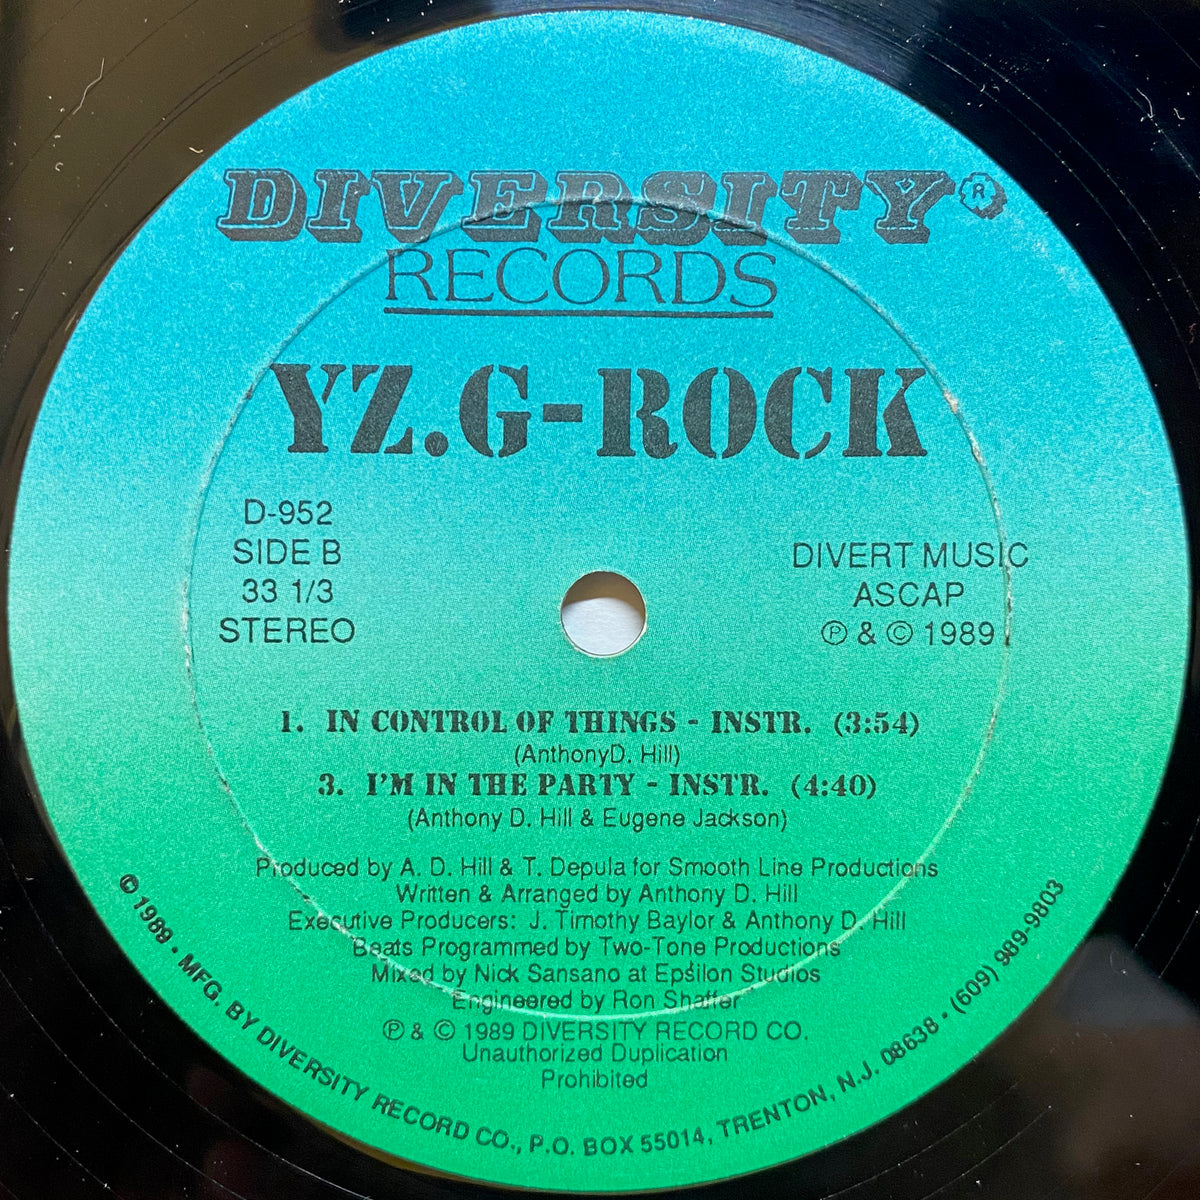 DIVERSITY®
RECORDS
YZ.G-ROCK
D-952
SIDE B
33 1/3
STEREO
DIVERT MUSIC
ASCAP
℗ & © 1989
1. IN CONTROL OF THINGS - INSTR. (3:54)
(AnthonyD. Hill)
3. I'M IN THE PARTY - INSTR. (4:40)
(Anthony D. Hill & Eugene Jackson)
Produced by A. D. Hill & T. Depula for Smooth Line Productions
Written & Arranged by Anthony D. Hill
Executive Producers: J. Timothy Baylor & Anthony D. Hill
Beats Programmed by Two-Tone Productions
Mixed by Nick Sansano at Epsilon Studios
Engineered by Ron Shaffer
℗ & © 1989 DIVERSITY RECORD CO.
Unauthorized Duplication
Prohibited
©1989 • MFG. BY DIVERSITY RECORD CO., P.O. BOX 55014, TRENTON, N.J. 08638 • (609) 989-9803